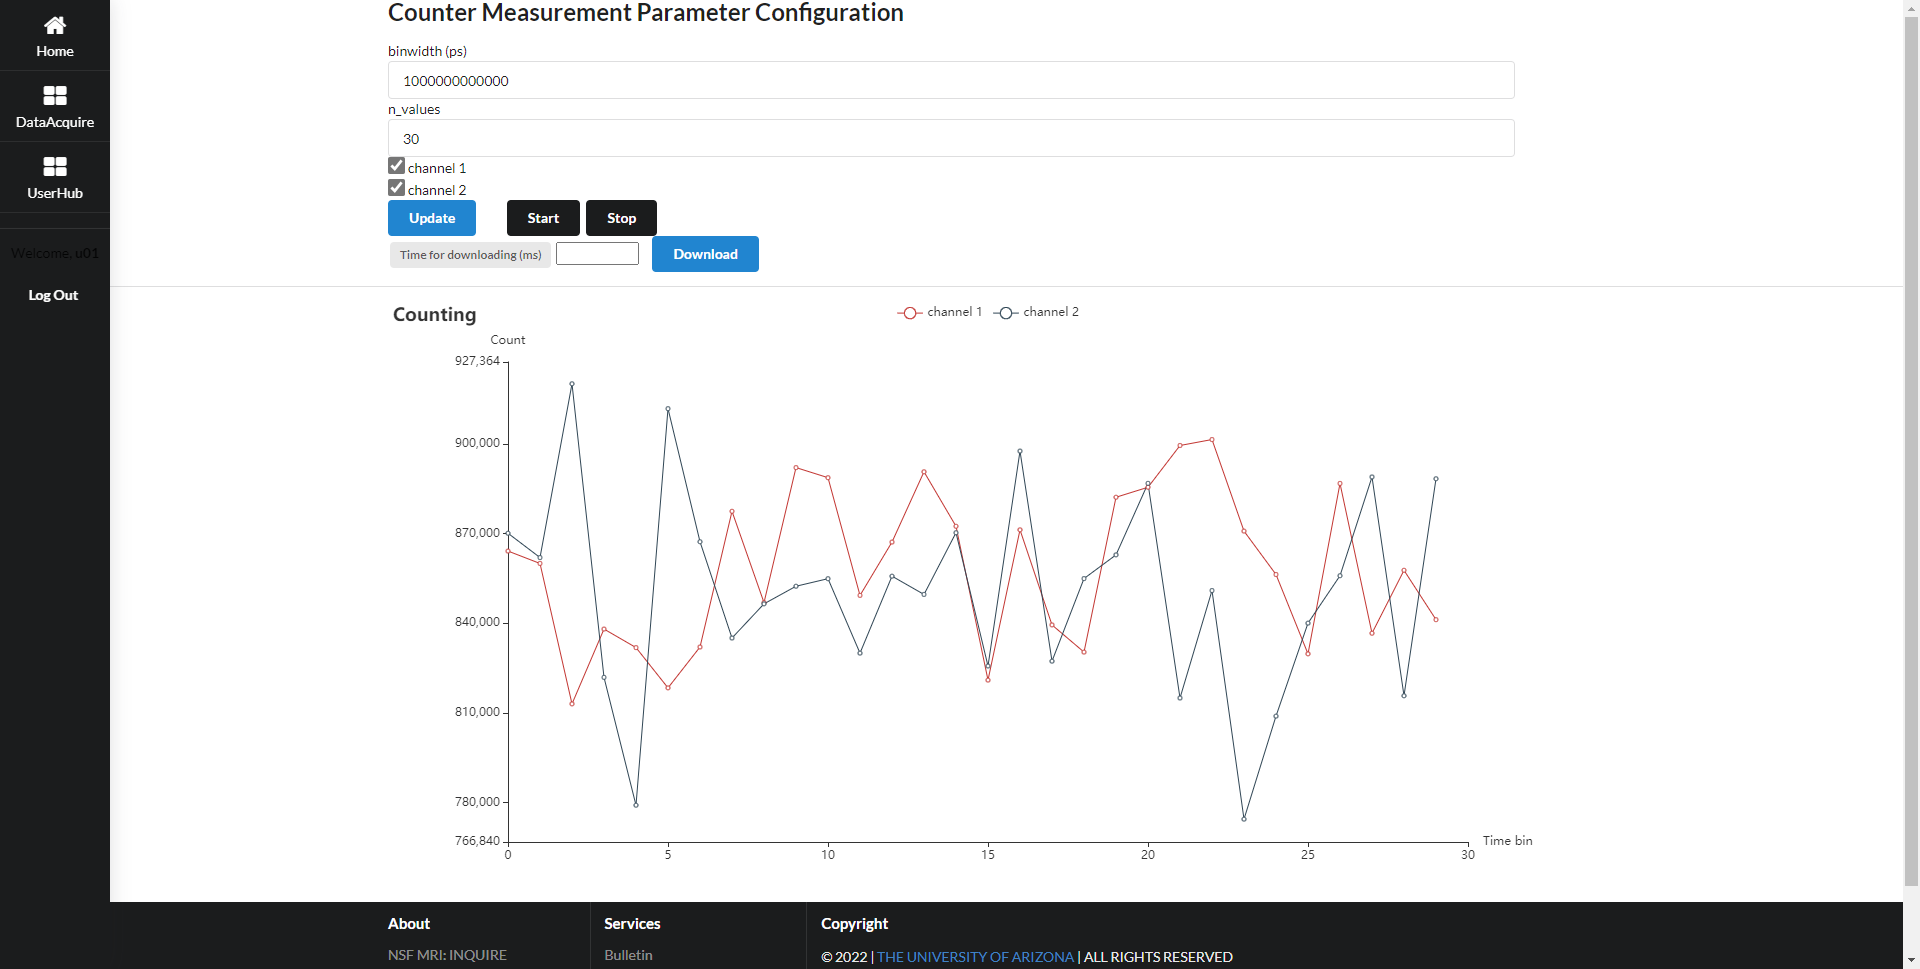 Home
DataAcquire
UserHub
Welcome, u01
Log Out
Counter Measurement Parameter Configuration
binwidth (ps)
1000000000000
n_values
30
channel 1
channel 2
Update Start Stop
Time for downloading (ms) Download
Counting
channel 1 channel 2
Count
927,364
900,000
870,000
840,000
810,000
780,000
766,840
0 5 10 15 20 25 30
Time bin
About
NSF MRI: INQUIRE
Services
Bulletin
Copyright
© 2022 | THE UNIVERSITY OF ARIZONA | ALL RIGHTS RESERVED